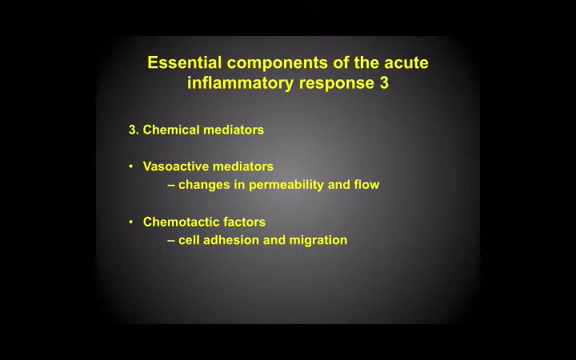 Essential components of the acute
inflammatory response 3
3. Chemical mediators
• Vasoactive mediators
– changes in permeability and flow
• Chemotactic factors
– cell adhesion and migration